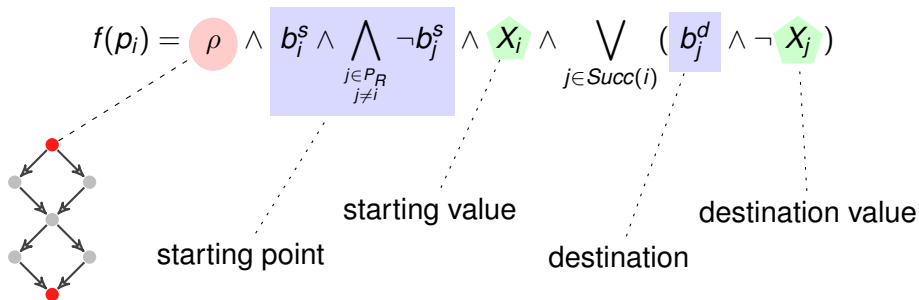 f(p_i) = ρ ∧ b_i^s ∧ ⋀_{j∈P_R, j≠i} ¬b_j^s ∧ X_i ∧ ⋁_{j∈Succ(i)} ( b_j^d ∧ ¬ X_j )
starting value
destination value
starting point
destination